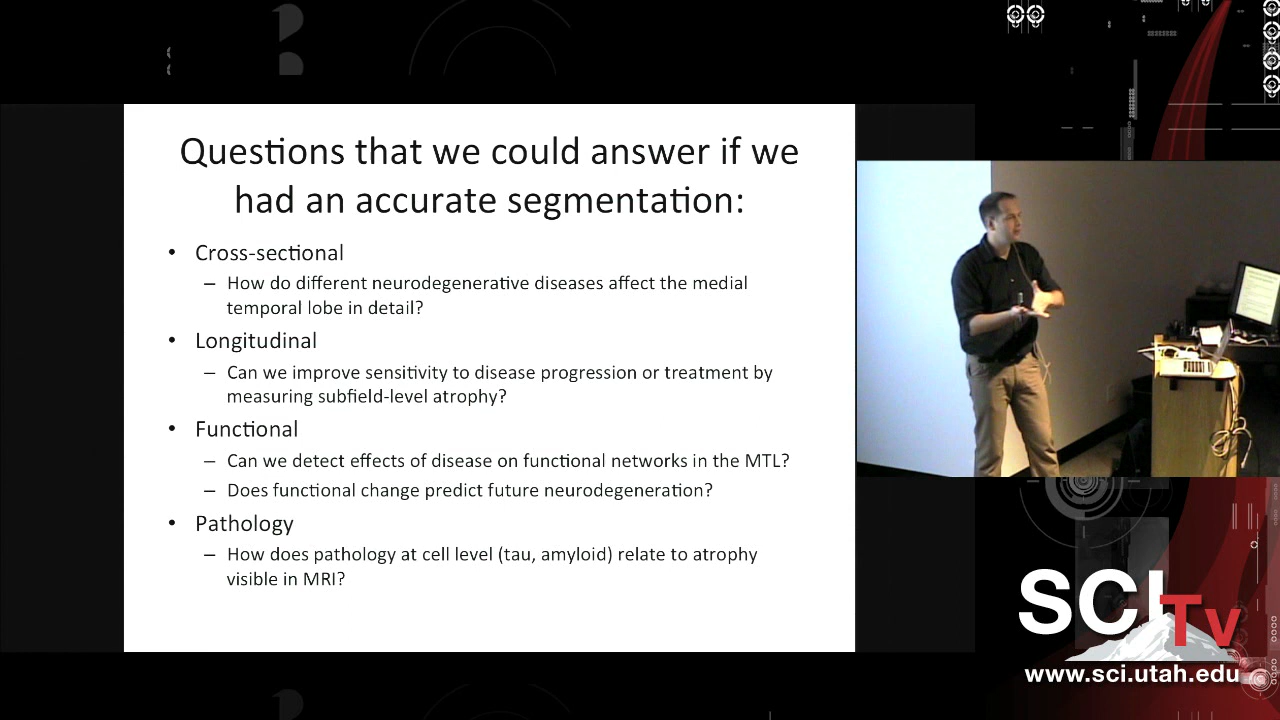 Questions that we could answer if we
had an accurate segmentation:
• Cross-sectional
– How do different neurodegenerative diseases affect the medial
temporal lobe in detail?
• Longitudinal
– Can we improve sensitivity to disease progression or treatment by
measuring subfield-level atrophy?
• Functional
– Can we detect effects of disease on functional networks in the MTL?
– Does functional change predict future neurodegeneration?
• Pathology
– How does pathology at cell level (tau, amyloid) relate to atrophy
visible in MRI?
SCI
Tv
www.sci.utah.edu